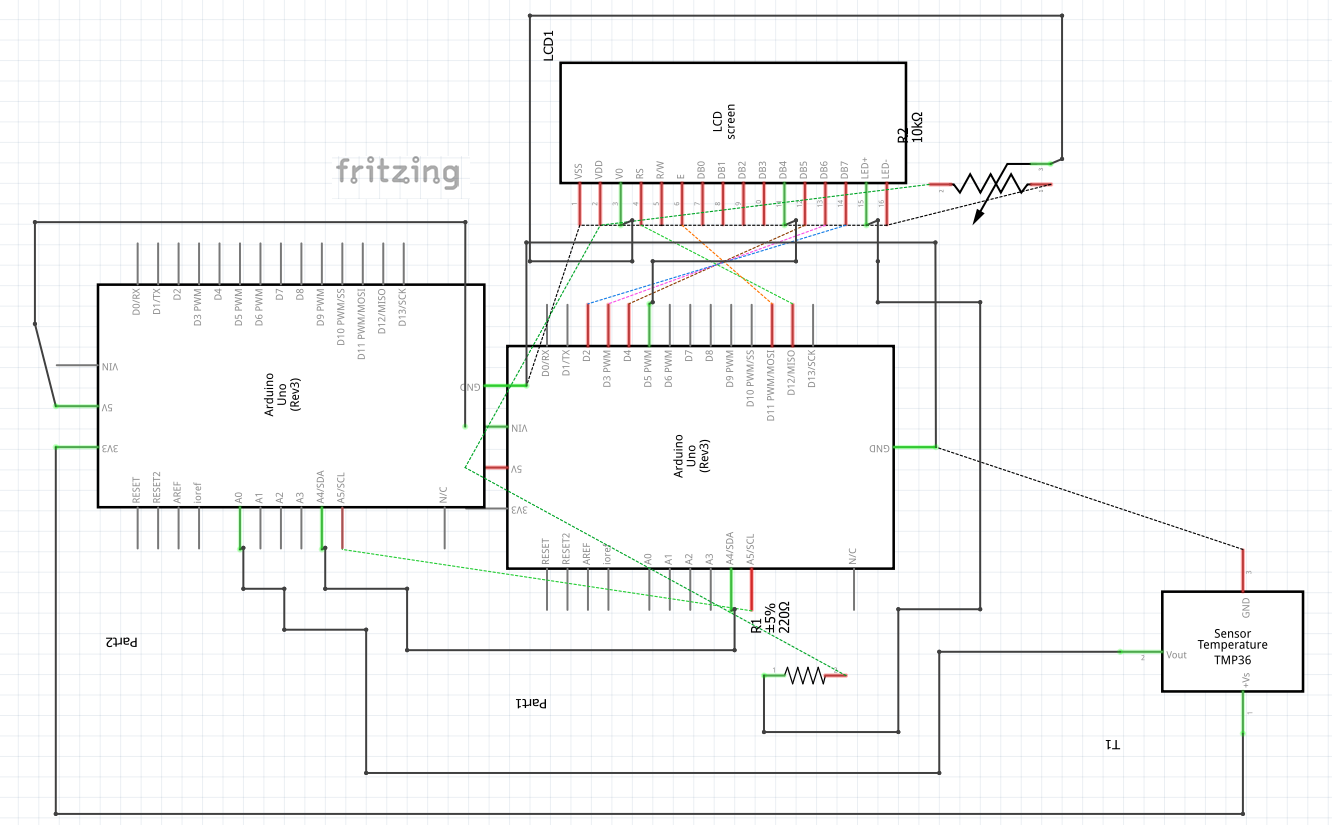 LCD1
LCD
screen
R2
10kΩ
VSS
VDD
V0
RS
R/W
E
DB0
DB1
DB2
DB3
DB4
DB5
DB6
DB7
LED+
LED-
1
2
3
4
5
6
7
8
9
10
12
13
14
15
16
2
3
1
fritzing
D0/RX
D1/TX
D2
D3 PWM
D4
D5 PWM
D6 PWM
D7
D8
D9 PWM
D10 PWM/SS
D11 PWM/MOSI
D12/MISO
D13/SCK
VIN
5V
3V3
GND
Arduino
Uno
(Rev3)
RESET
RESET2
AREF
ioref
A0
A1
A2
A3
A4/SDA
A5/SCL
N/C
Part2
D0/RX
D1/TX
D2
D3 PWM
D4
D5 PWM
D6 PWM
D7
D8
D9 PWM
D10 PWM/SS
D11 PWM/MOSI
D12/MISO
D13/SCK
VIN
5V
3V3
GND
Arduino
Uno
(Rev3)
RESET
RESET2
AREF
ioref
A0
A1
A2
A3
A4/SDA
A5/SCL
N/C
Part1
R1
±5%
220Ω
1
3
GND
Sensor
Temperature
TMP36
Vout
2
+Vs
1
T1